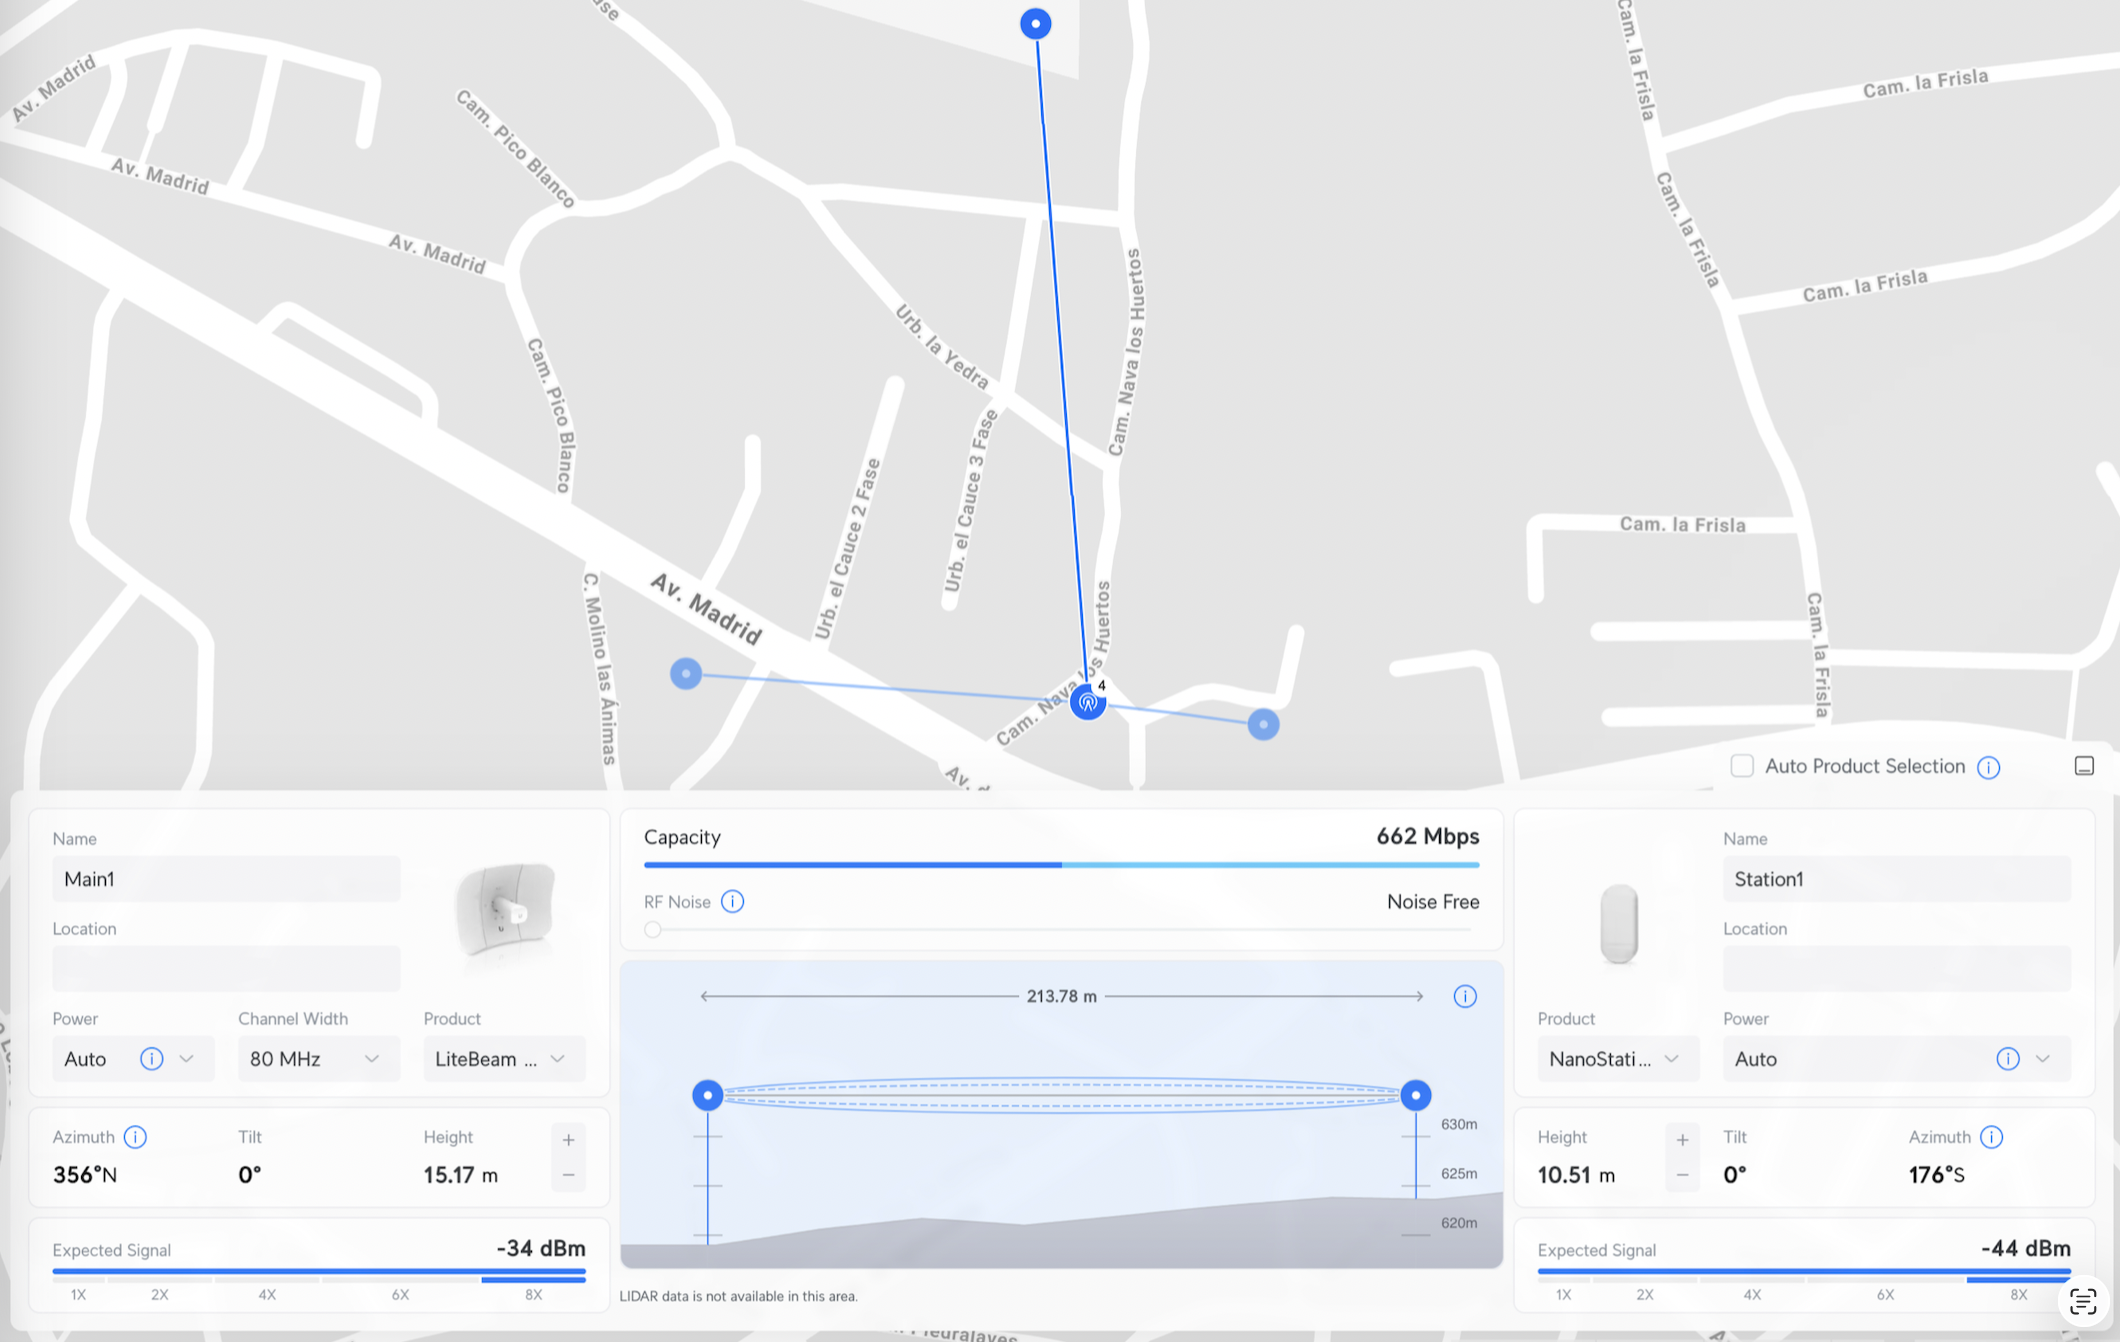 Av. Madrid
Cam. Pico Blanco
Av. Madrid
Av. Madrid
Cam. Pico Blanco
Urb. la Yedra
Cam. Nava los Huertos
Urb. el Cauce 3 Fase
Urb. el Cauce 2 Fase
Av. Madrid
C. Molino las Ánimas
Cam. Nava los Huertos
4
Cam. la Frisla
Cam. la Frisla
Cam. la Frisla
Cam. la Frisla
Cam. la Frisla
Cam. la Frisla
Auto Product Selection
Name
Main1
Location
Power
Channel Width
Product
Auto
80 MHz
LiteBeam ...
Azimuth
Tilt
Height
356°N
0°
15.17 m
+
−
Expected Signal
-34 dBm
1X
2X
4X
6X
8X
Capacity
662 Mbps
RF Noise
Noise Free
213.78 m
630m
625m
620m
LIDAR data is not available in this area.
Name
Station1
Location
Product
Power
NanoStati...
Auto
Height
Tilt
Azimuth
10.51 m
+
−
0°
176°S
Expected Signal
-44 dBm
1X
2X
4X
6X
8X